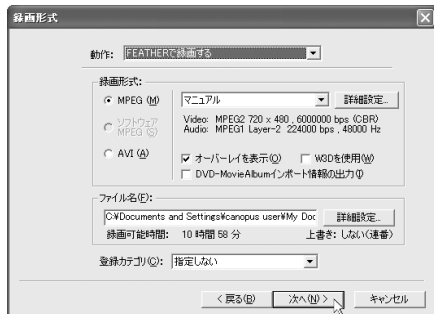 録画形式
動作: FEATHERで録画する
録画形式:
MPEG (M) マニュアル 詳細設定...
Video: MPEG2 720 x 480 , 6000000 bps (CBR)
ソフトウェア MPEG (S)
Audio: MPEG1 Layer-2 224000 bps , 48000 Hz
AVI (A) オーバーレイを表示(O) W3Dを使用(W)
DVD-MovieAlbumインポート情報の出力(I)
ファイル名(F):
C:¥Documents and Settings¥canopus user¥My Doc 詳細設定...
録画可能時間: 10 時間 58 分 上書き: しない(連番)
登録カテゴリ(C): 指定しない
< 戻る(B) 次へ(N) > キャンセル